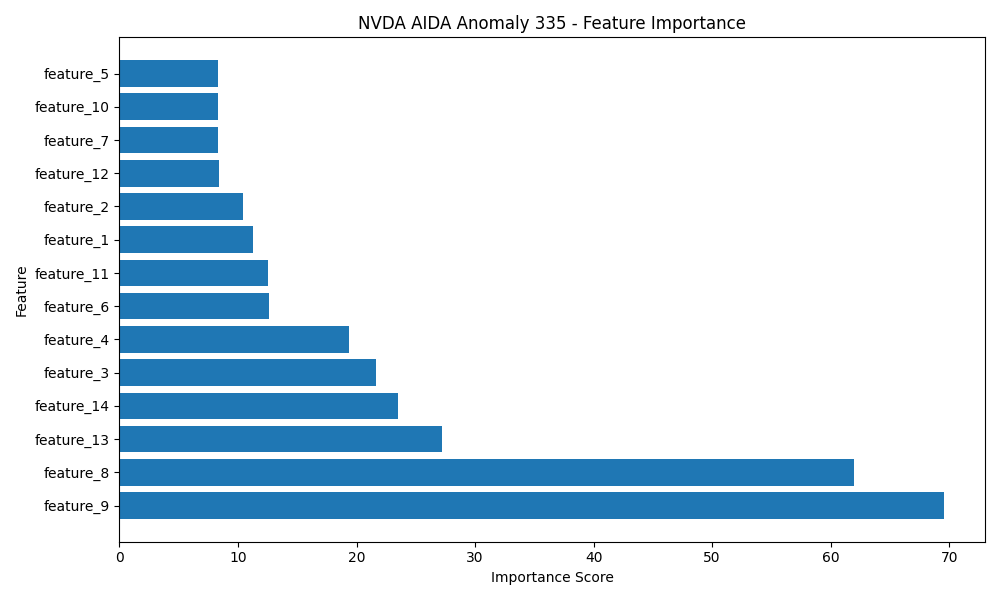 NVDA AIDA Anomaly 335 - Feature Importance
feature_5
feature_10
feature_7
feature_12
feature_2
feature_1
feature_11
feature_6
feature_4
feature_3
feature_14
feature_13
feature_8
feature_9
Feature
0 10 20 30 40 50 60 70
Importance Score